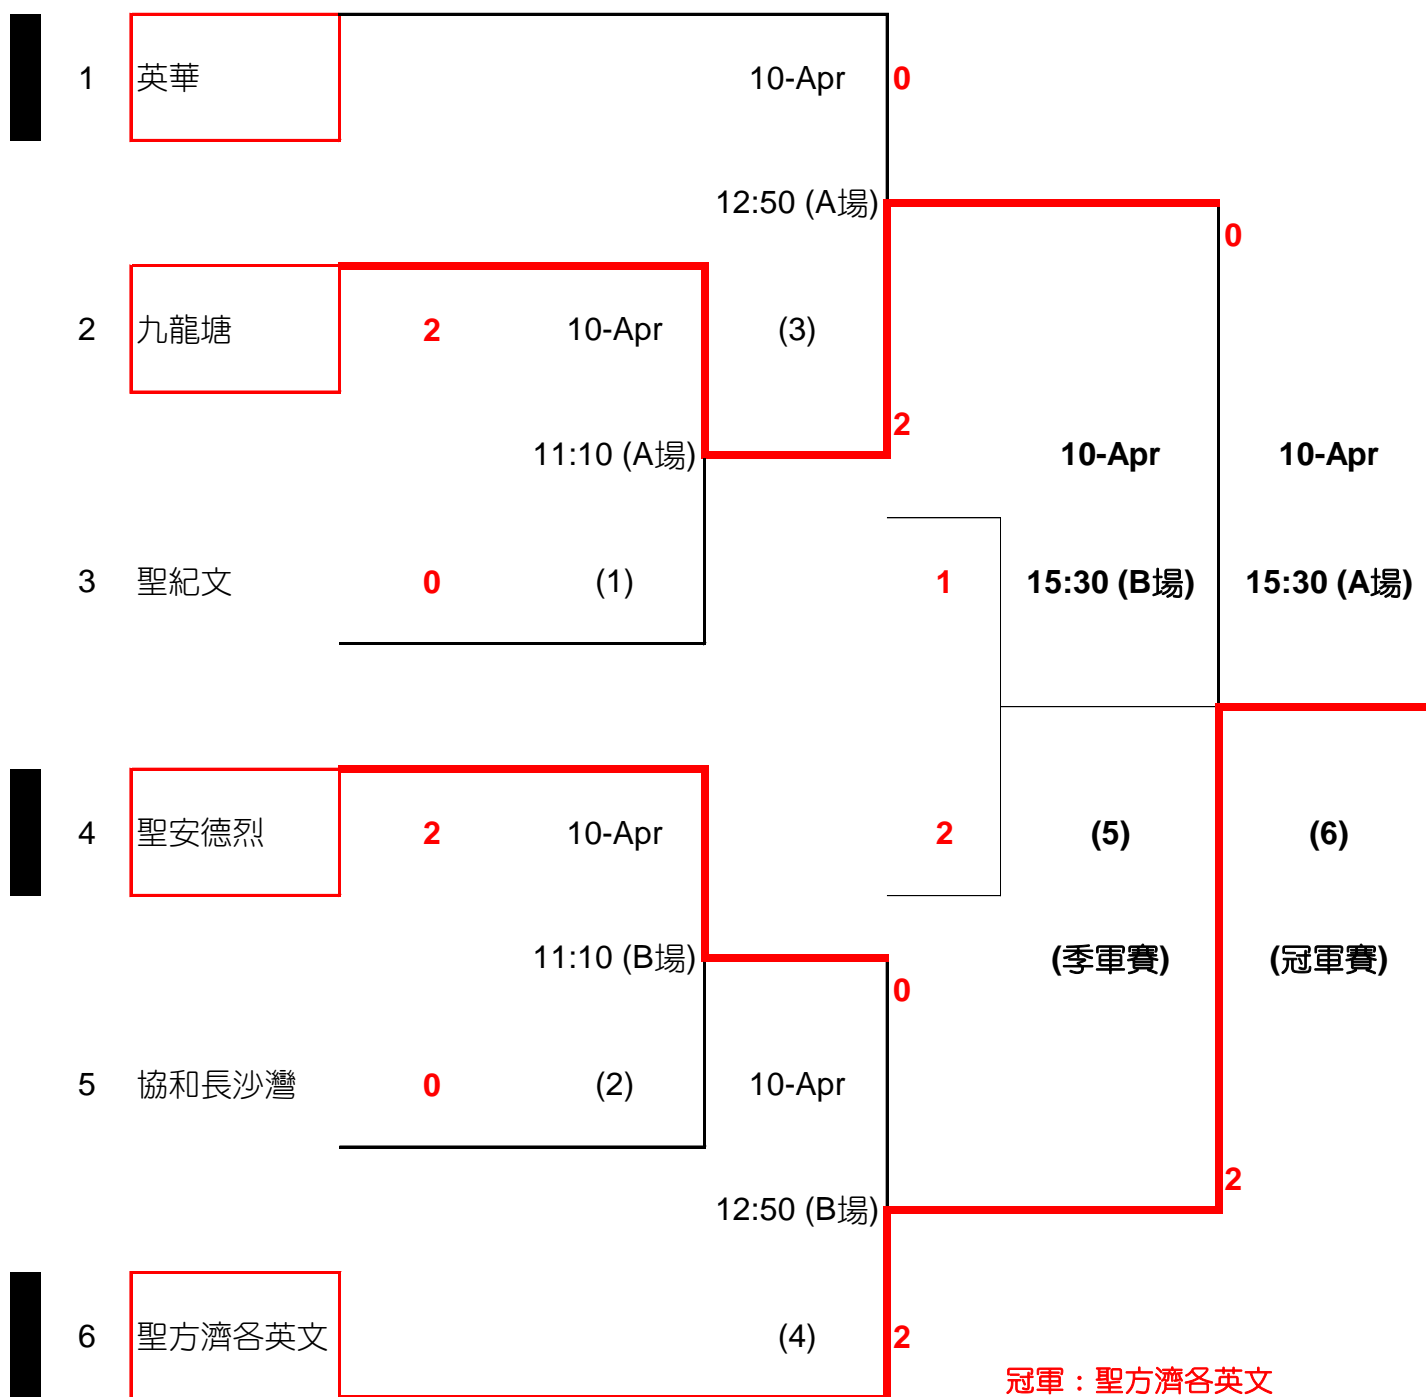 1 英華 10-Apr 0
12:50 (A場)
0
2 九龍塘 2 10-Apr (3)
2
11:10 (A場) 10-Apr 10-Apr
3 聖紀文 0 (1) 1 15:30 (B場) 15:30 (A場)
4 聖安德烈 2 10-Apr 2 (5) (6)
11:10 (B場) (季軍賽) (冠軍賽)
0
5 協和長沙灣 0 (2) 10-Apr
2
12:50 (B場)
6 聖方濟各英文 (4) 2
冠軍：聖方濟各英文